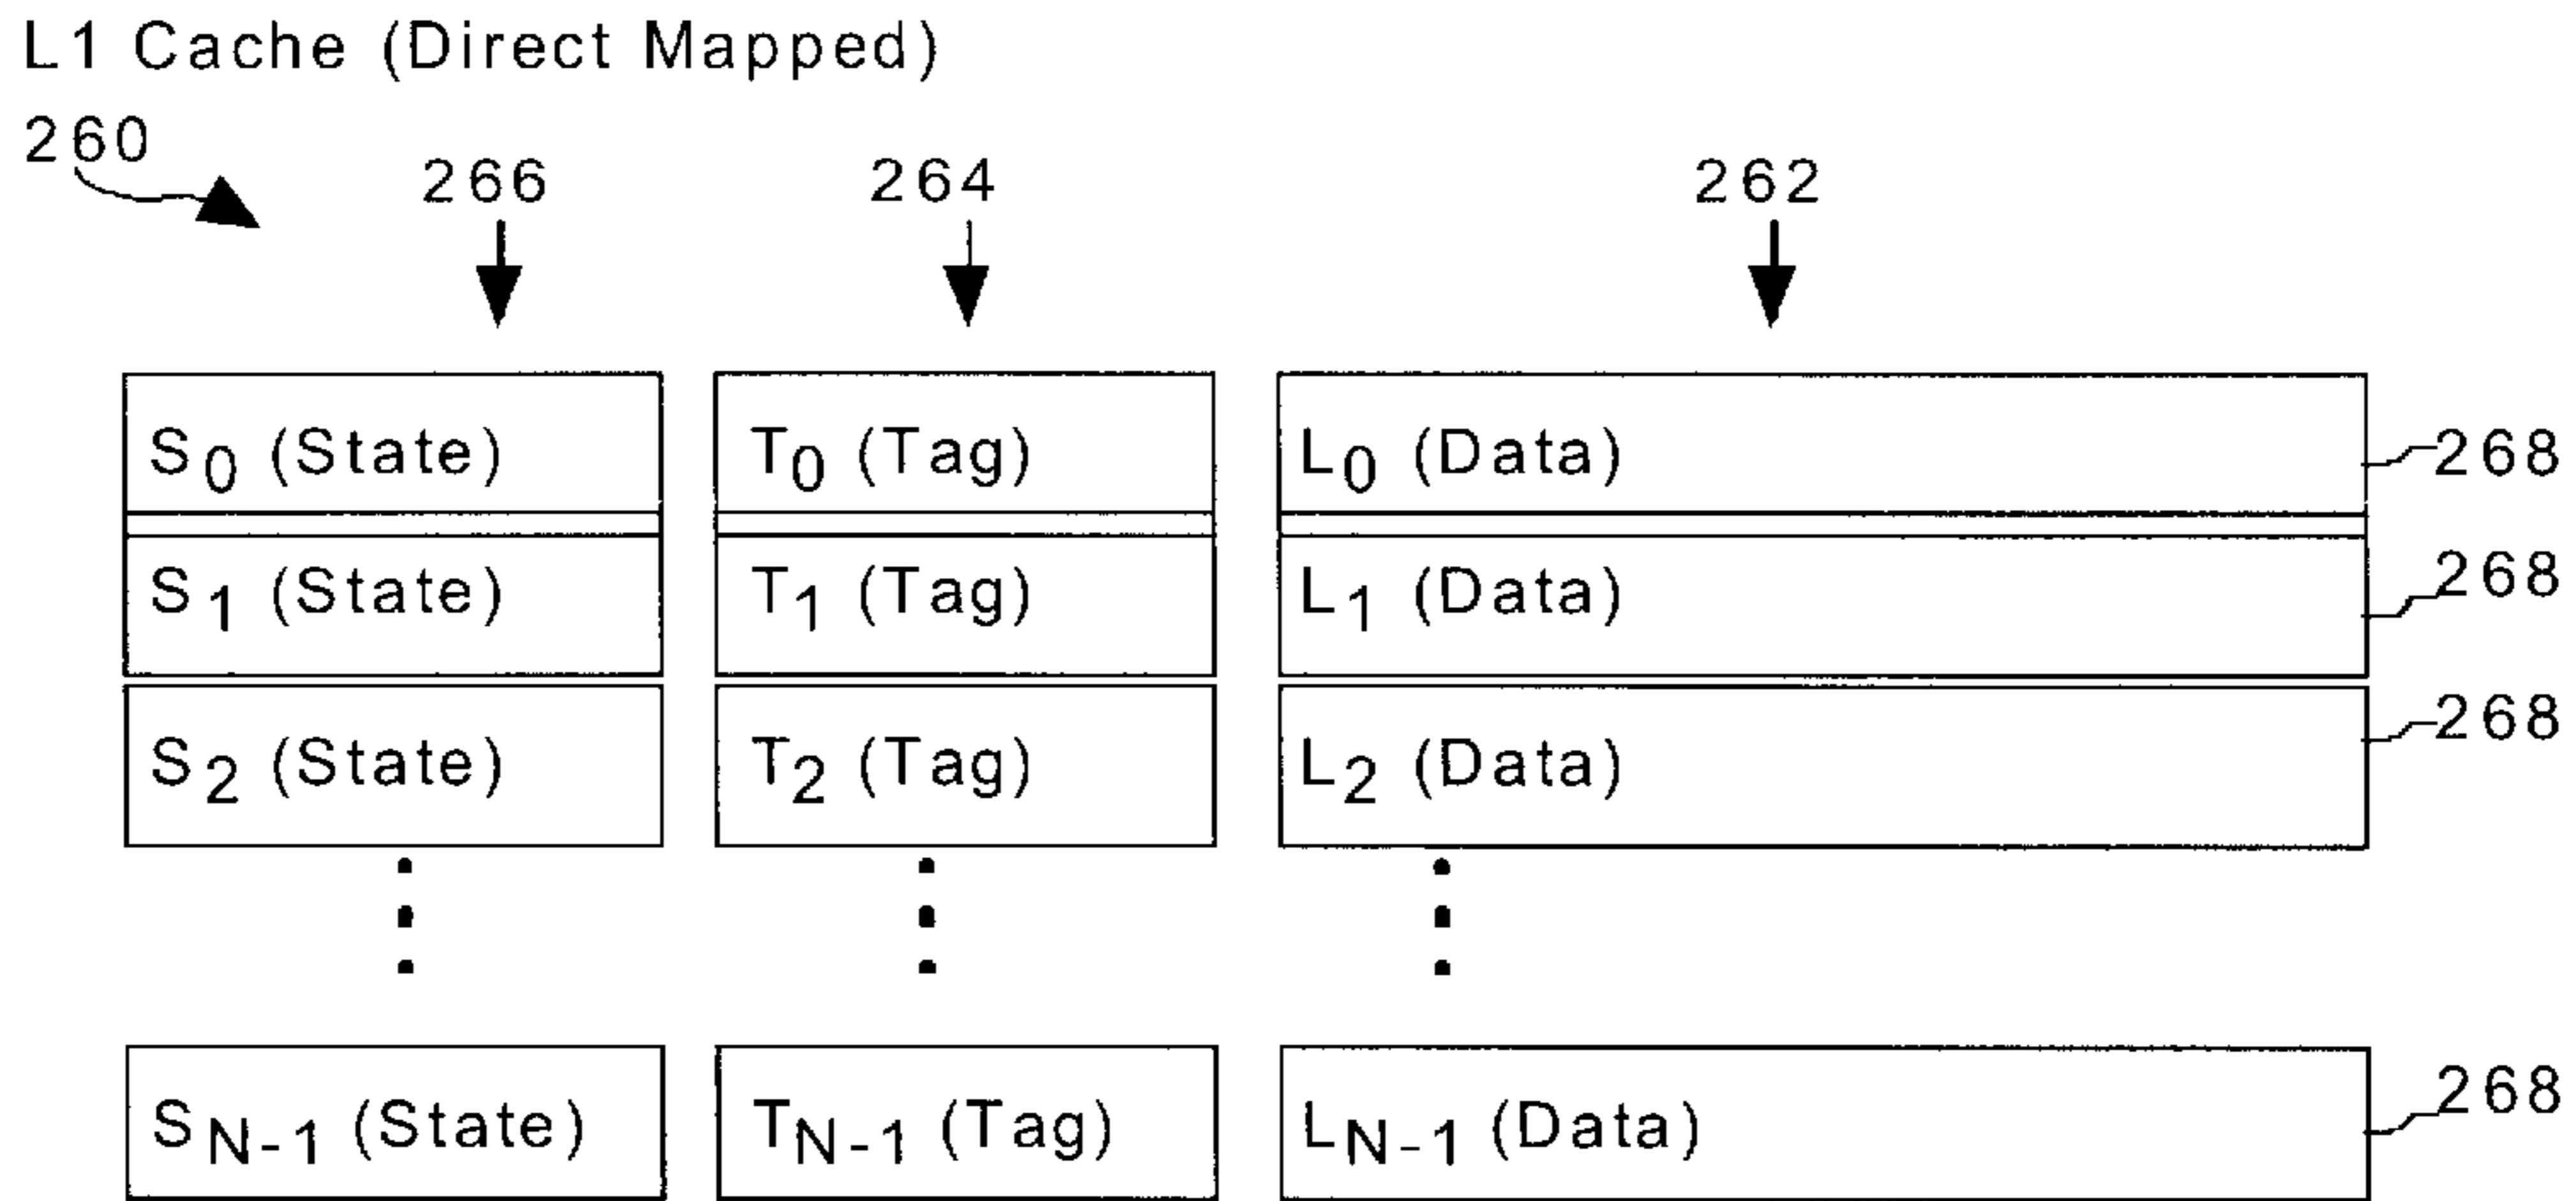 L1 Cache (Direct Mapped)
260
266 264 262
S0 (State) T0 (Tag) L0 (Data) 268
S1 (State) T1 (Tag) L1 (Data) 268
S2 (State) T2 (Tag) L2 (Data) 268
SN-1 (State) TN-1 (Tag) LN-1 (Data) 268